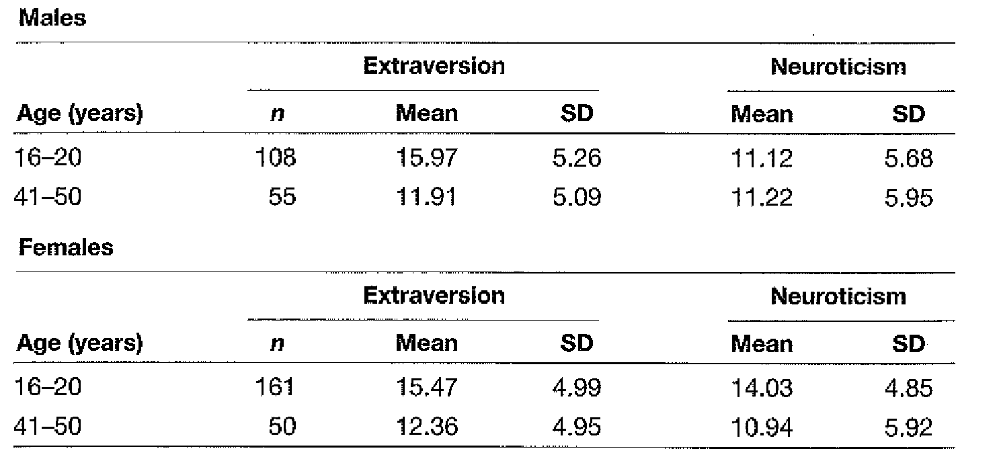 Males
Extraversion Neuroticism
Age (years) n Mean SD Mean SD
16–20 108 15.97 5.26 11.12 5.68
41–50 55 11.91 5.09 11.22 5.95
Females
Extraversion Neuroticism
Age (years) n Mean SD Mean SD
16–20 161 15.47 4.99 14.03 4.85
41–50 50 12.36 4.95 10.94 5.92